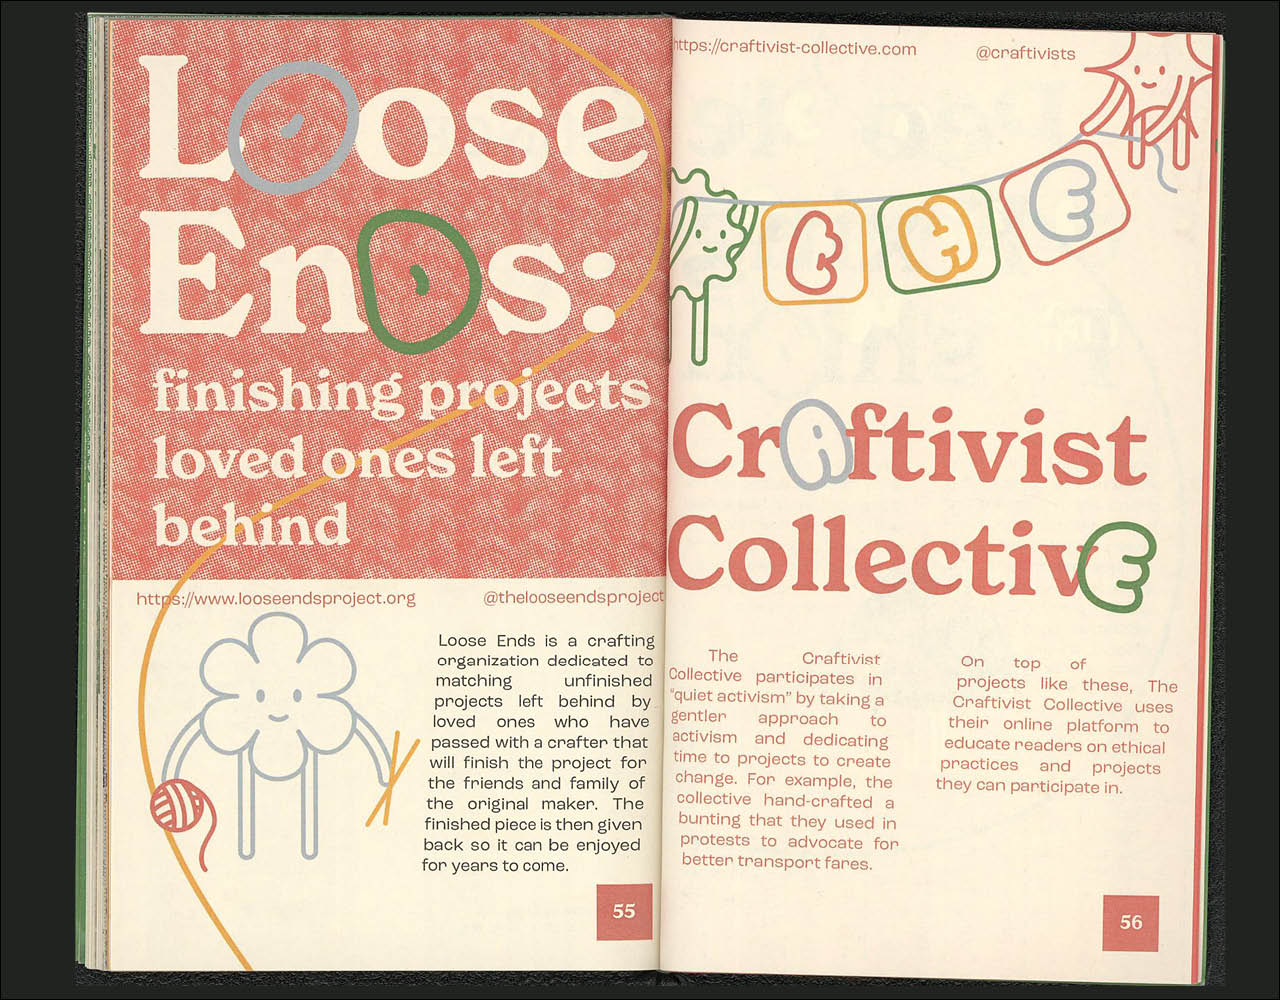 Loose
Ends:
finishing projects
loved ones left
behind
https://www.looseendsproject.org
@thelooseendsproject
Loose Ends is a crafting
organization dedicated to
matching unfinished
projects left behind by
loved ones who have
passed with a crafter that
will finish the project for
the friends and family of
the original maker. The
finished piece is then given
back so it can be enjoyed
for years to come.
55
https://craftivist-collective.com
@craftivists
t H E
CrAftivist
CollectivE
The Craftivist
Collective participates in
"quiet activism" by taking a
gentler approach to
activism and dedicating
time to projects to create
change. For example, the
collective hand-crafted a
bunting that they used in
protests to advocate for
better transport fares.
On top of
projects like these, The
Craftivist Collective uses
their online platform to
educate readers on ethical
practices and projects
they can participate in.
56